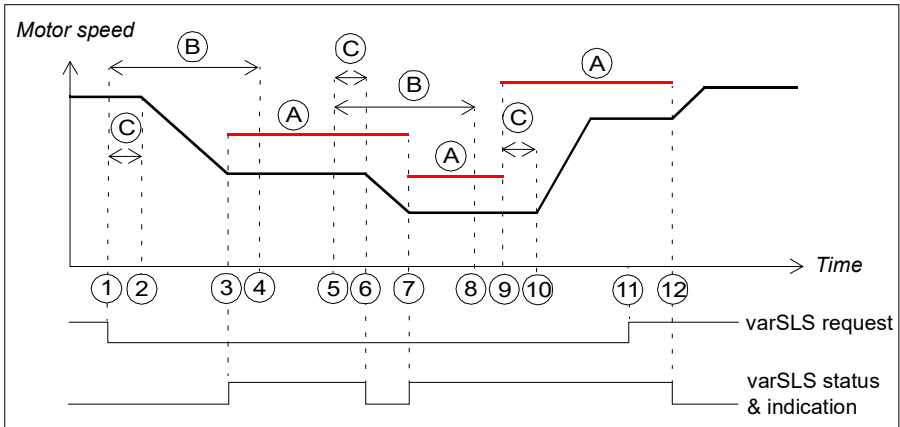 Motor speed
B
C
A
C
A
B
C
A
C
Time
1 2 3 4 5 6 7 8 9 10 11 12
varSLS request
varSLS status
& indication